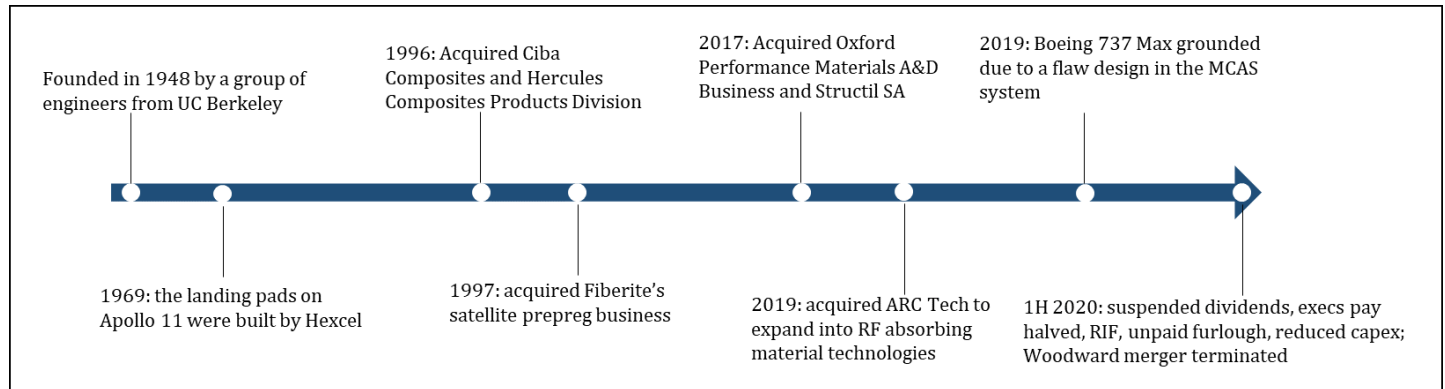 Founded in 1948 by a group of
engineers from UC Berkeley
1969: the landing pads on
Apollo 11 were built by Hexcel
1996: Acquired Ciba
Composites and Hercules
Composites Products Division
1997: acquired Fiberite’s
satellite prepreg business
2017: Acquired Oxford
Performance Materials A&D
Business and Structil SA
2019: acquired ARC Tech to
expand into RF absorbing
material technologies
2019: Boeing 737 Max grounded
due to a flaw design in the MCAS
system
1H 2020: suspended dividends, execs pay
halved, RIF, unpaid furlough, reduced capex;
Woodward merger terminated